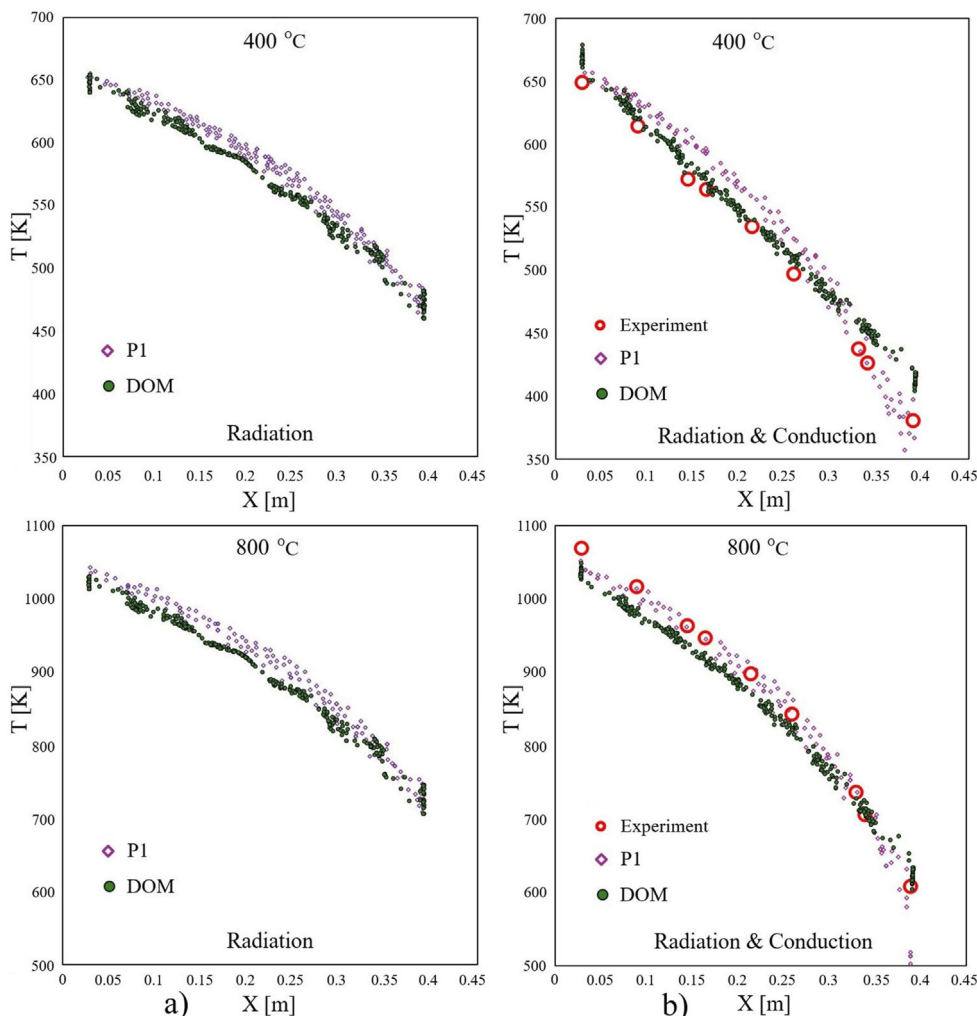 700
650
600
550
500
450
400
350
T [K]
400 °C
P1
DOM
Radiation
0 0.1 0.15 0.2 0.25 0.3 0.35 0.4 0.45
X [m]
700
650
600
550
500
450
400
350
T [K]
400 °C
Experiment
P1
DOM
Radiation & Conduction
0 0.05 0.1 0.15 0.2 0.25 0.3 0.35 0.4 0.45
X [m]
1100
1000
900
800
700
600
500
T [K]
800 °C
P1
DOM
Radiation
0 0.05 0.1 0.15 0.2 0.25 0.3 0.35 0.4 0.45
a) X [m]
1100
1000
900
800
700
600
500
T [K]
800 °C
Experiment
P1
DOM
Radiation & Conduction
0 0.05 0.1 0.15 0.2 0.25 0.3 0.35 0.4 0.45
b) X [m]